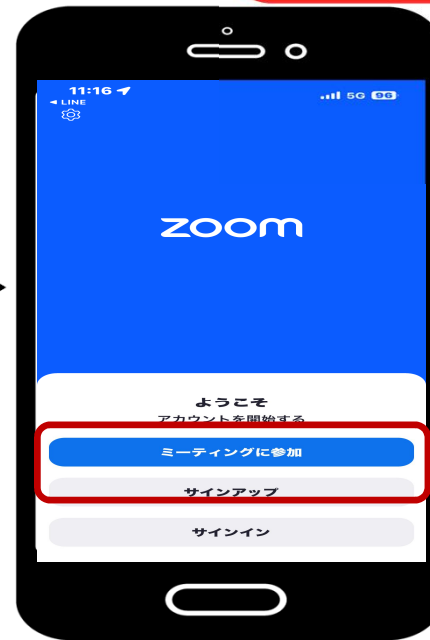 11:16
◀ LINE
5G 96
zoom
ようこそ
アカウントを開始する
ミーティングに参加
サインアップ
サインイン